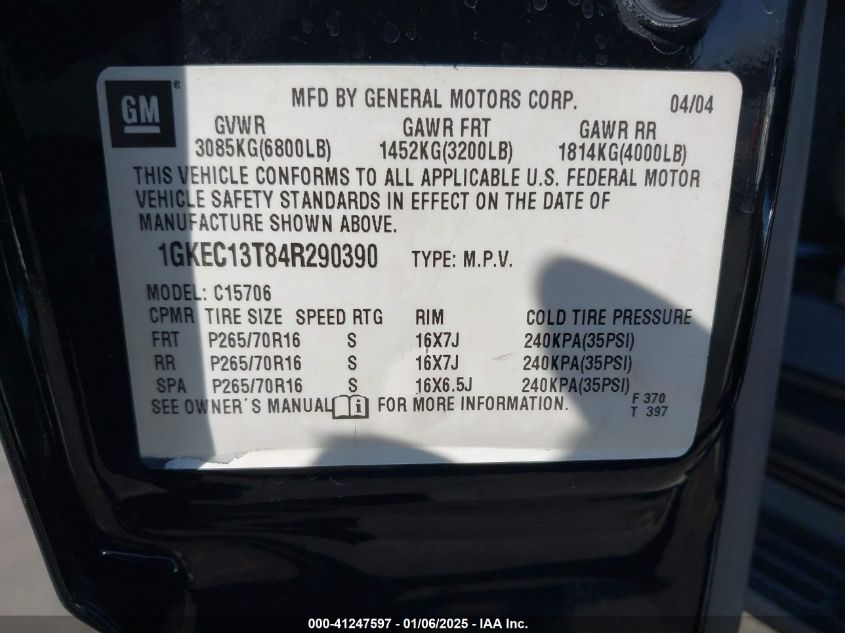 GM® MFD BY GENERAL MOTORS CORP. 04/04
GVWR GAWR FRT GAWR RR
3085KG(6800LB) 1452KG(3200LB) 1814KG(4000LB)
THIS VEHICLE CONFORMS TO ALL APPLICABLE U.S. FEDERAL MOTOR
VEHICLE SAFETY STANDARDS IN EFFECT ON THE DATE OF
MANUFACTURE SHOWN ABOVE.
1GKEC13T84R290390 TYPE: M.P.V.
MODEL: C15706
CPMR TIRE SIZE SPEED RTG RIM COLD TIRE PRESSURE
FRT P265/70R16 S 16X7J 240KPA(35PSI)
RR P265/70R16 S 16X7J 240KPA(35PSI)
SPA P265/70R16 S 16X6.5J 240KPA(35PSI)
SEE OWNER'S MANUAL FOR MORE INFORMATION. F 370
T 397
000-41247597 - 01/06/2025 - IAA Inc.